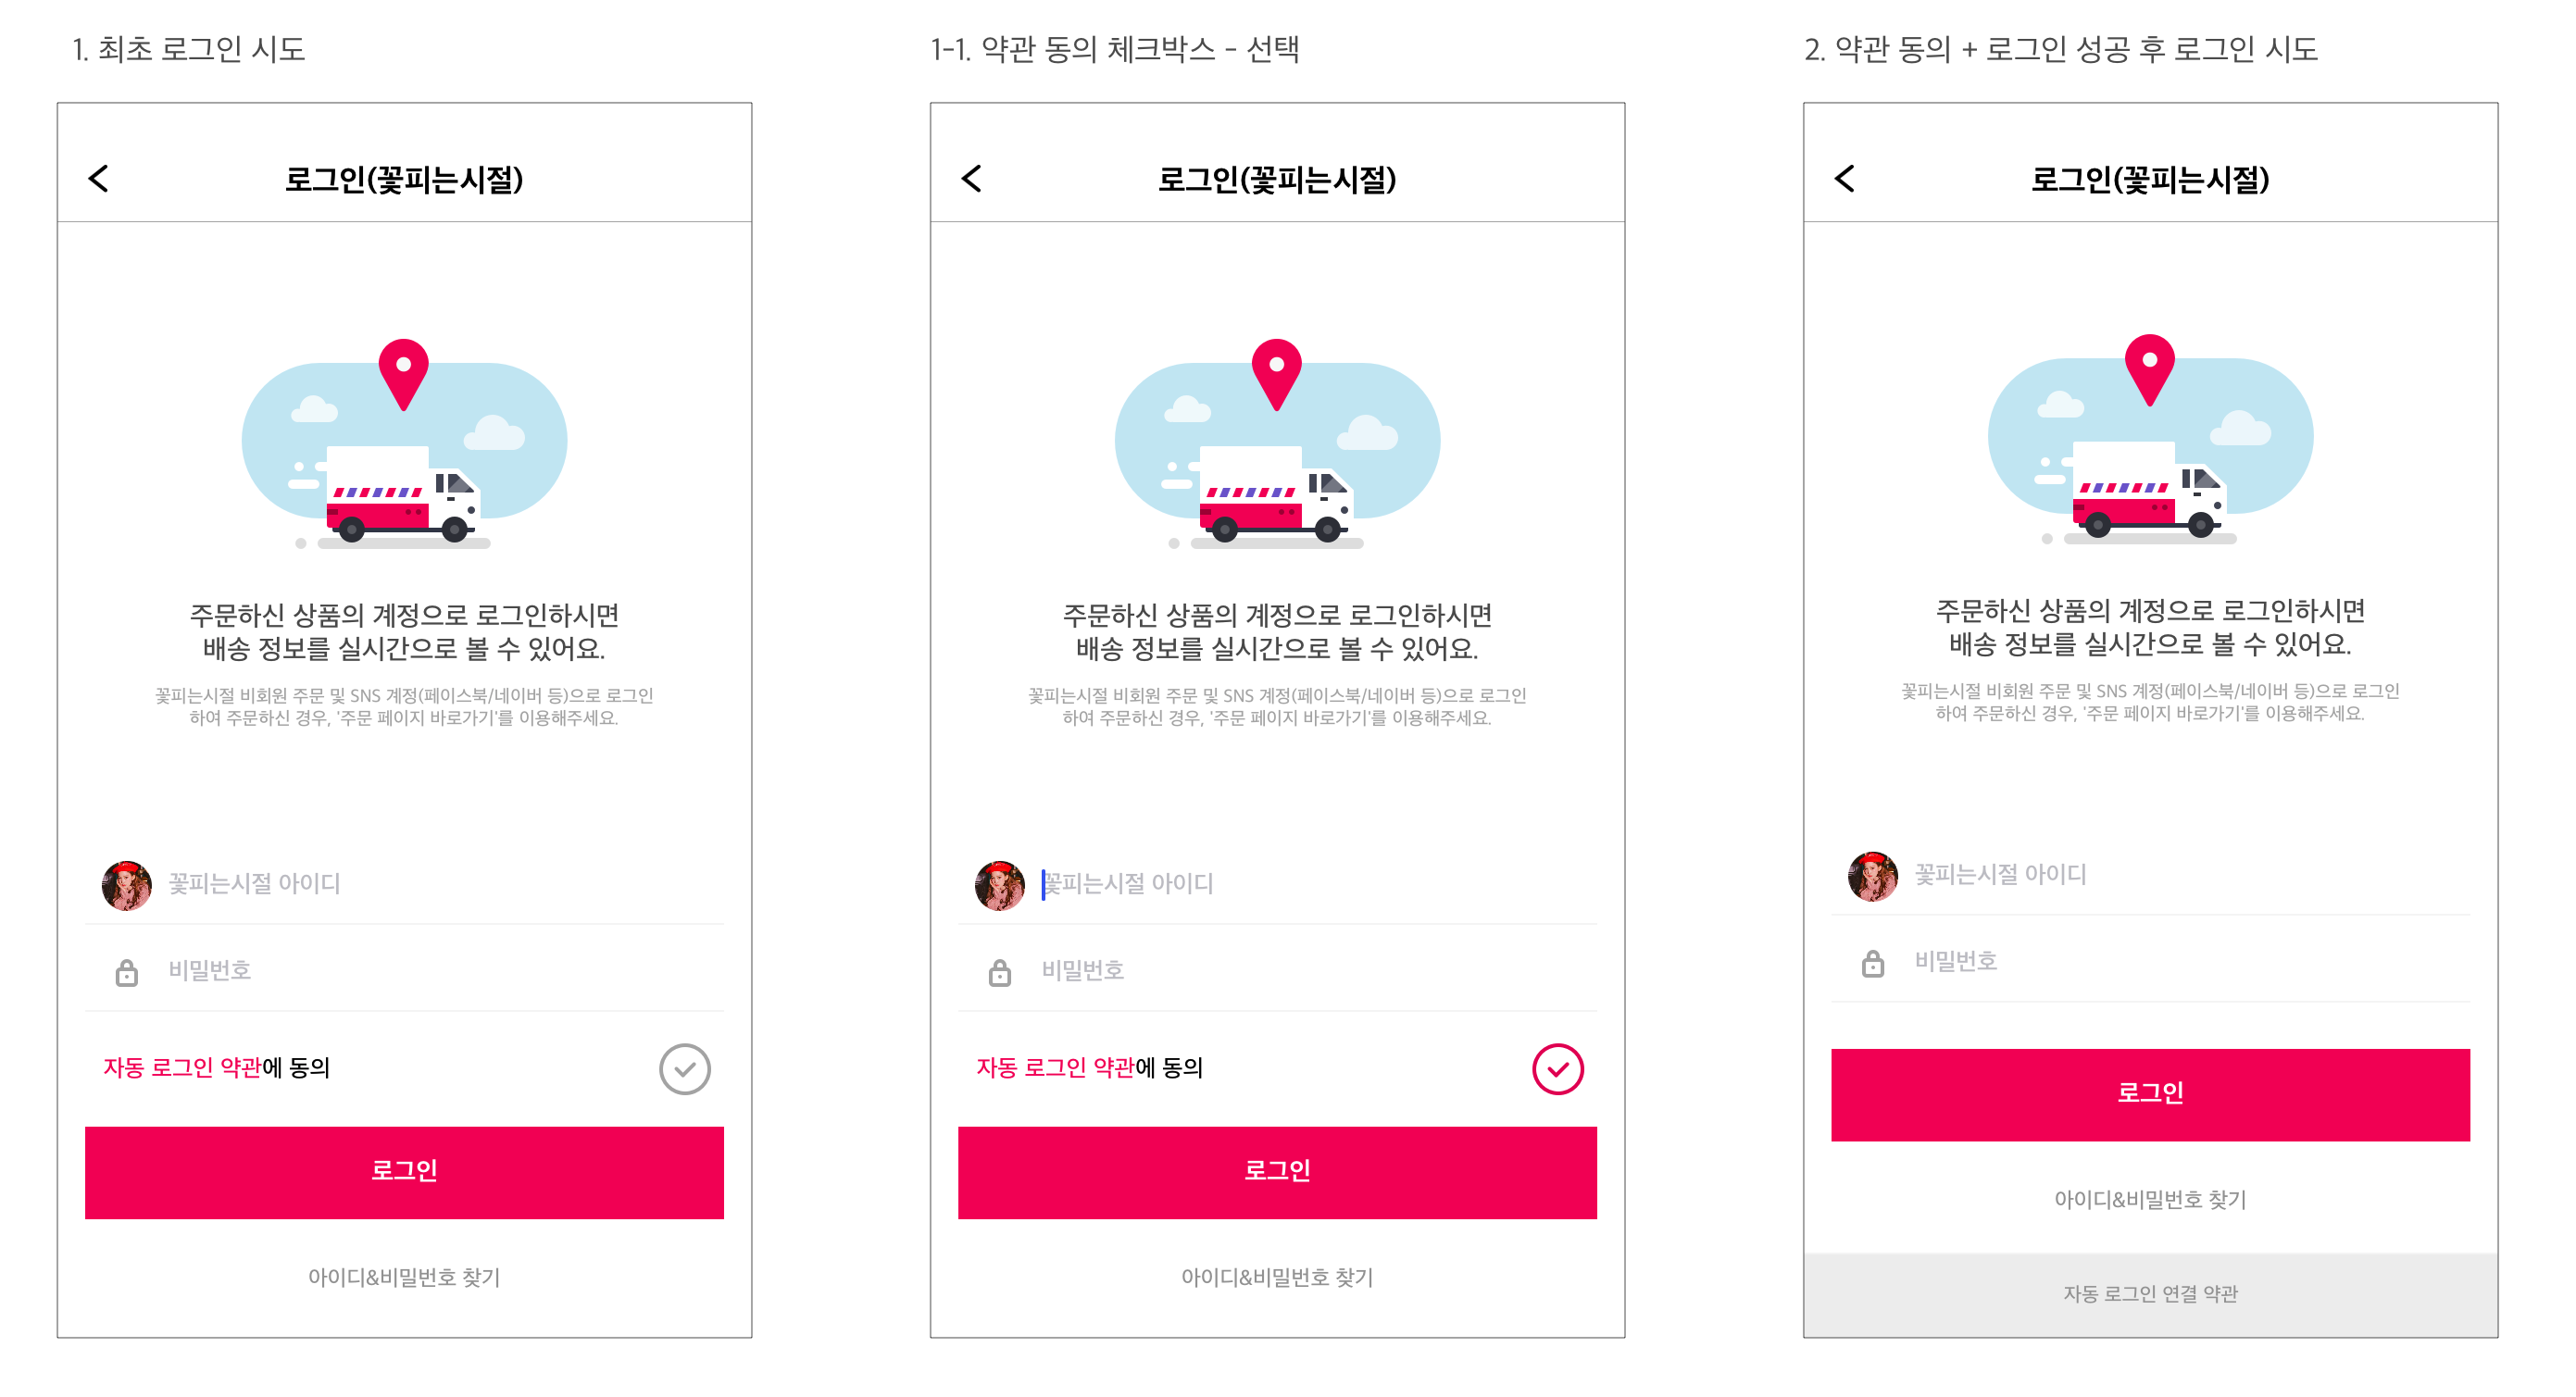 1. 최초 로그인 시도
로그인(꽃피는시절)
주문하신 상품의 계정으로 로그인하시면
배송 정보를 실시간으로 볼 수 있어요.
꽃피는시절 비회원 주문 및 SNS 계정(페이스북/네이버 등)으로 로그인
하여 주문하신 경우, '주문 페이지 바로가기'를 이용해주세요.
꽃피는시절 아이디
비밀번호
자동 로그인 약관에 동의
로그인
아이디&비밀번호 찾기
1-1. 약관 동의 체크박스 - 선택
로그인(꽃피는시절)
주문하신 상품의 계정으로 로그인하시면
배송 정보를 실시간으로 볼 수 있어요.
꽃피는시절 비회원 주문 및 SNS 계정(페이스북/네이버 등)으로 로그인
하여 주문하신 경우, '주문 페이지 바로가기'를 이용해주세요.
꽃피는시절 아이디
비밀번호
자동 로그인 약관에 동의
로그인
아이디&비밀번호 찾기
2. 약관 동의 + 로그인 성공 후 로그인 시도
로그인(꽃피는시절)
주문하신 상품의 계정으로 로그인하시면
배송 정보를 실시간으로 볼 수 있어요.
꽃피는시절 비회원 주문 및 SNS 계정(페이스북/네이버 등)으로 로그인
하여 주문하신 경우, '주문 페이지 바로가기'를 이용해주세요.
꽃피는시절 아이디
비밀번호
로그인
아이디&비밀번호 찾기
자동 로그인 연결 약관